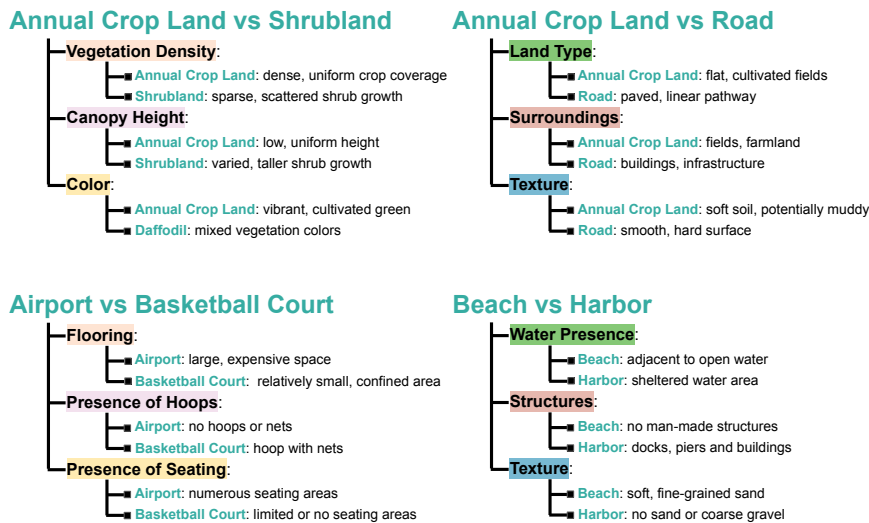 Annual Crop Land vs Shrubland
Vegetation Density:
Annual Crop Land: dense, uniform crop coverage
Shrubland: sparse, scattered shrub growth
Canopy Height:
Annual Crop Land: low, uniform height
Shrubland: varied, taller shrub growth
Color:
Annual Crop Land: vibrant, cultivated green
Daffodil: mixed vegetation colors
Annual Crop Land vs Road
Land Type:
Annual Crop Land: flat, cultivated fields
Road: paved, linear pathway
Surroundings:
Annual Crop Land: fields, farmland
Road: buildings, infrastructure
Texture:
Annual Crop Land: soft soil, potentially muddy
Road: smooth, hard surface
Airport vs Basketball Court
Flooring:
Airport: large, expensive space
Basketball Court: relatively small, confined area
Presence of Hoops:
Airport: no hoops or nets
Basketball Court: hoop with nets
Presence of Seating:
Airport: numerous seating areas
Basketball Court: limited or no seating areas
Beach vs Harbor
Water Presence:
Beach: adjacent to open water
Harbor: sheltered water area
Structures:
Beach: no man-made structures
Harbor: docks, piers and buildings
Texture:
Beach: soft, fine-grained sand
Harbor: no sand or coarse gravel